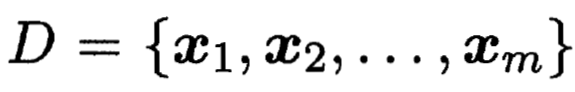 D = {x₁, x₂, ..., xₘ}